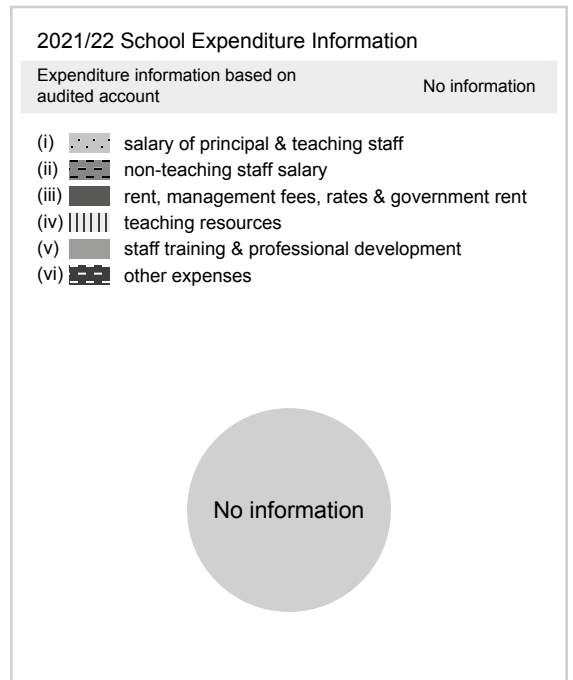 2021/22 School Expenditure Information
Expenditure information based on
audited account
No information
(i) salary of principal & teaching staff
(ii) non-teaching staff salary
(iii) rent, management fees, rates & government rent
(iv) teaching resources
(v) staff training & professional development
(vi) other expenses
No information